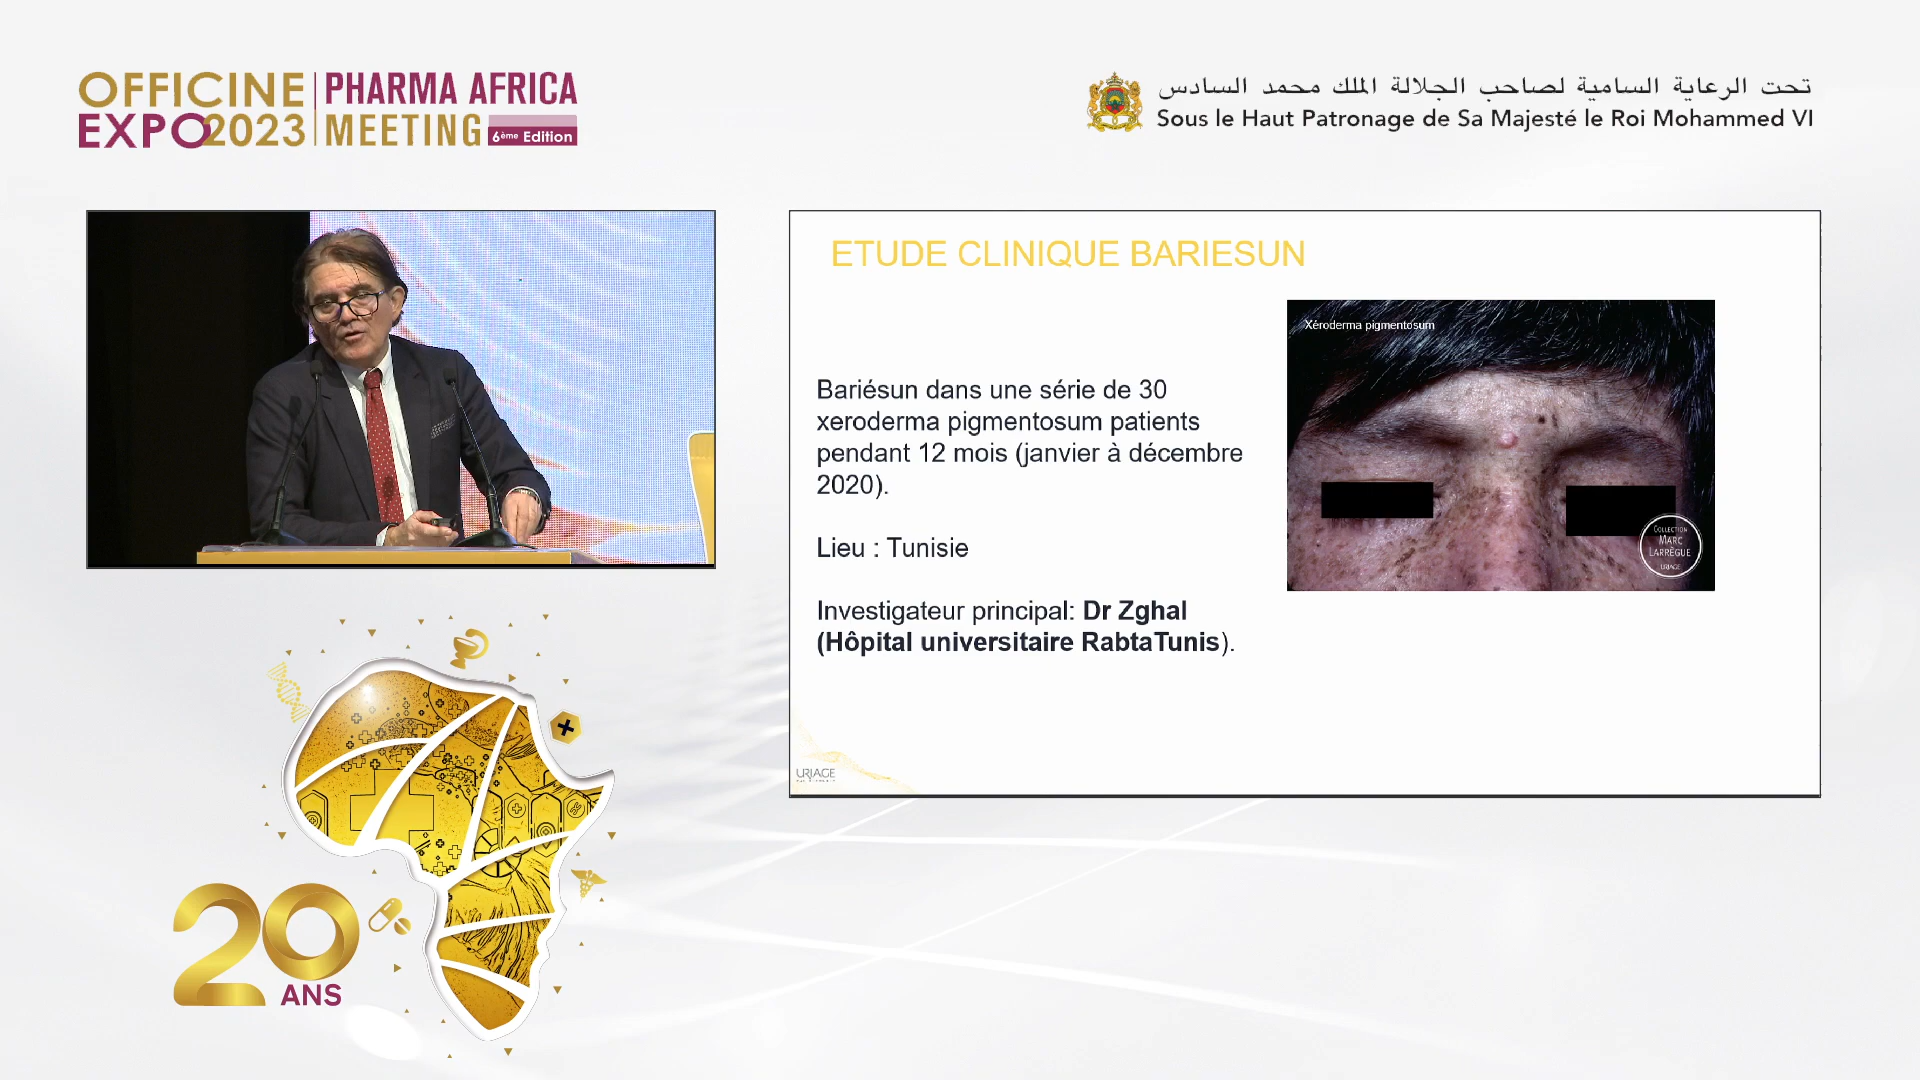 OFFICINE
EXPO2023
PHARMA AFRICA
MEETING
6ème Edition
تحت الرعاية السامية لصاحب الجلالة الملك محمد السادس
Sous le Haut Patronage de Sa Majesté le Roi Mohammed VI
ETUDE CLINIQUE BARIESUN
Xéroderma pigmentosum
Bariésun dans une série de 30
xeroderma pigmentosum patients
pendant 12 mois (janvier à décembre
2020).
Lieu : Tunisie
Investigateur principal: Dr Zghal
(Hôpital universitaire RabtaTunis).
COLLECTION
MARC
LARRÈGUE
URIAGE
URIAGE
20
ANS